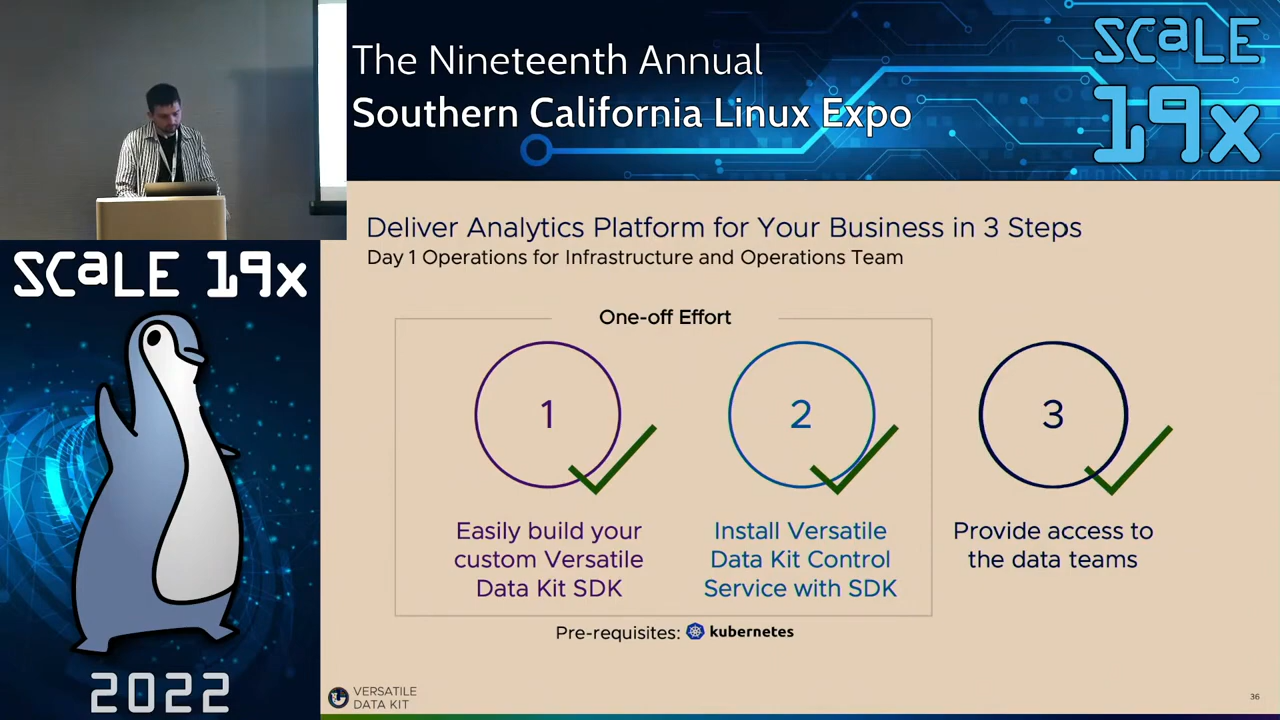 The Nineteenth Annual
Southern California Linux Expo
SCaLE
19x
SCaLE 19x
2022
Deliver Analytics Platform for Your Business in 3 Steps
Day 1 Operations for Infrastructure and Operations Team
One-off Effort
1
2
3
Easily build your
custom Versatile
Data Kit SDK
Install Versatile
Data Kit Control
Service with SDK
Provide access to
the data teams
Pre-requisites: kubernetes
VERSATILE
DATA KIT
36